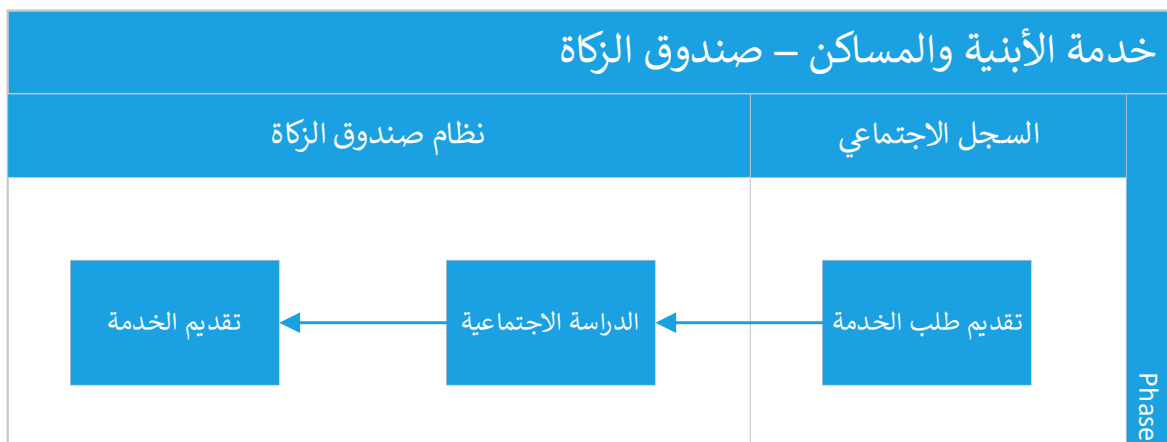 خدمة الأبنية والمساكن – صندوق الزكاة
السجل الاجتماعي
نظام صندوق الزكاة
تقديم طلب الخدمة
الدراسة الاجتماعية
تقديم الخدمة
Phase